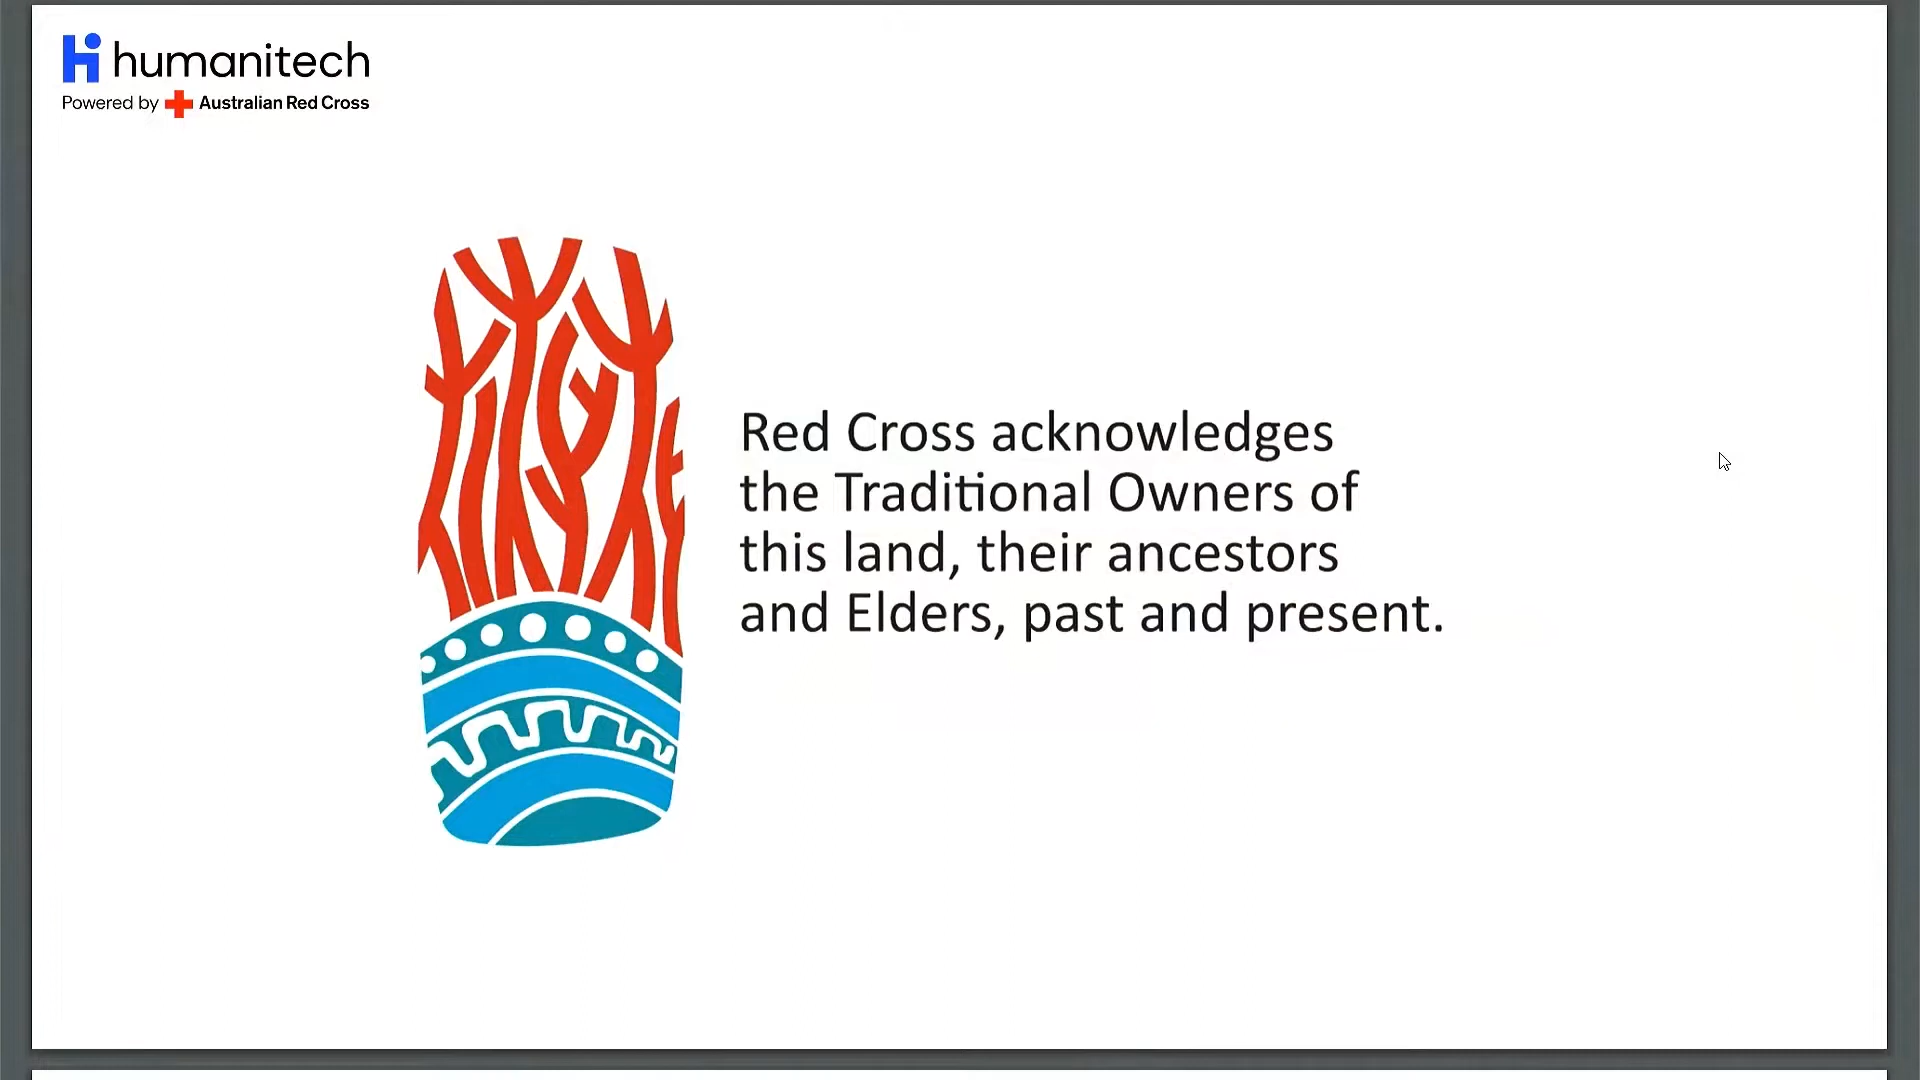 humanitech
Powered by Australian Red Cross
Red Cross acknowledges
the Traditional Owners of
this land, their ancestors
and Elders, past and present.